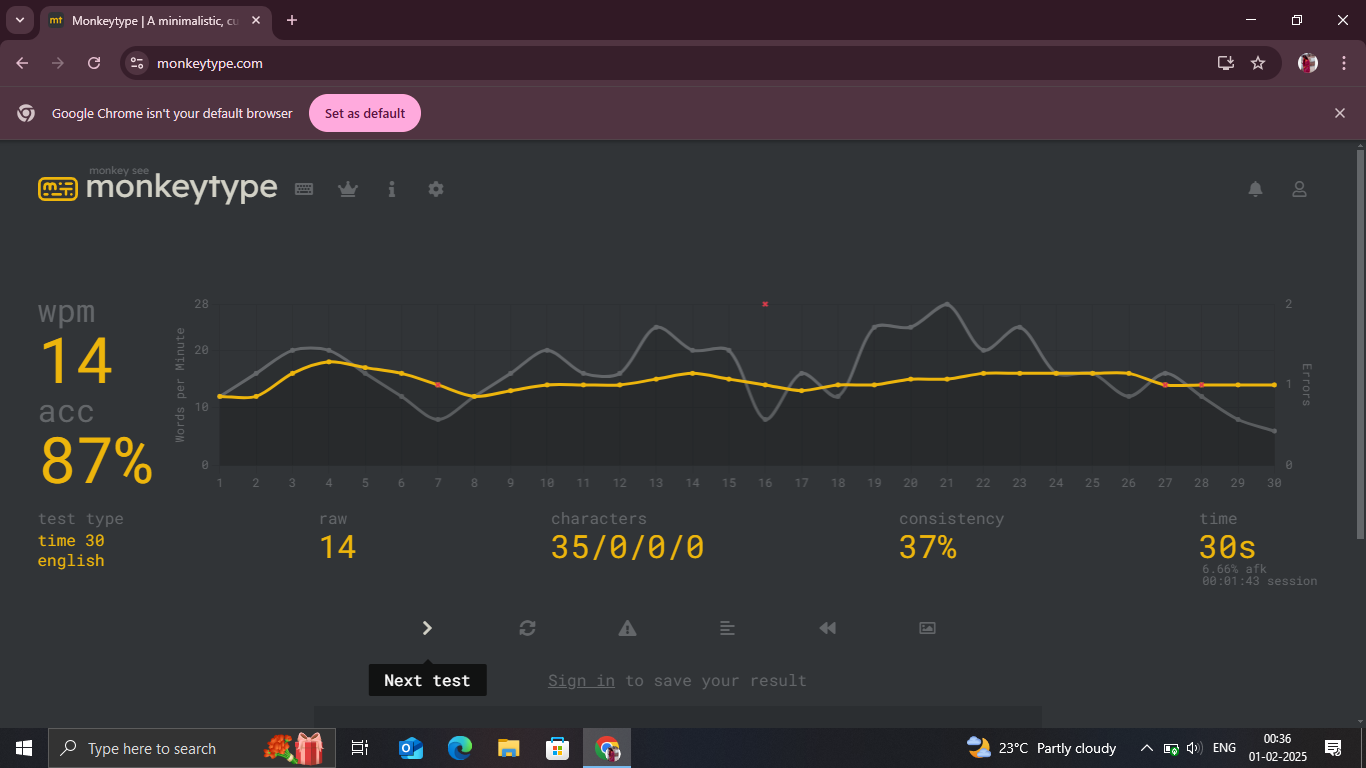 Monkeytype | A minimalistic, cu
monkeytype.com
Google Chrome isn't your default browser
Set as default
monkey see
monkeytype
wpm
14
acc
87%
Words per Minute
28
20
10
0
1 2 3 4 5 6 7 8 9 10 11 12 13 14 15 16 17 18 19 20 21 22 23 24 25 26 27 28 29 30
2
1
0
Errors
test type
time 30
english
raw
14
characters
35/0/0/0
consistency
37%
time
30s
6.66% afk
00:01:43 session
Next test
Sign in to save your result
Type here to search
23°C Partly cloudy
ENG
00:36
01-02-2025